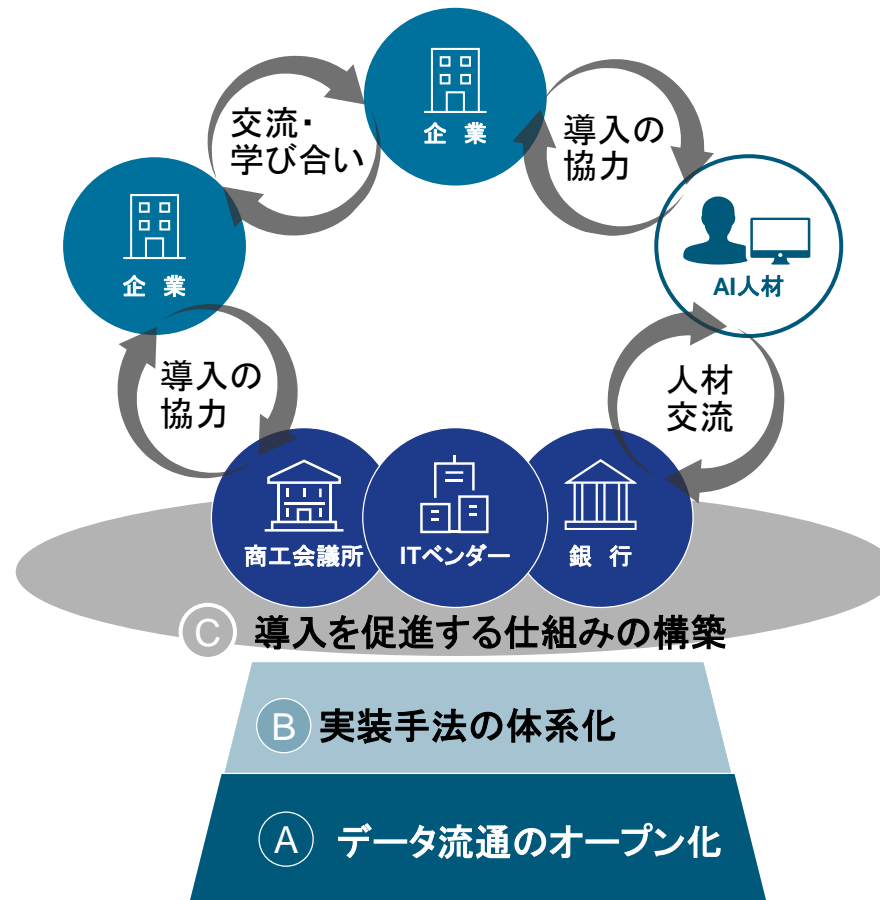 企 業
交流・
学び合い
導入の
協力
企 業
AI人材
導入の
協力
人材
交流
商工会議所
ITベンダー
銀 行
C 導入を促進する仕組みの構築
B 実装手法の体系化
A データ流通のオープン化